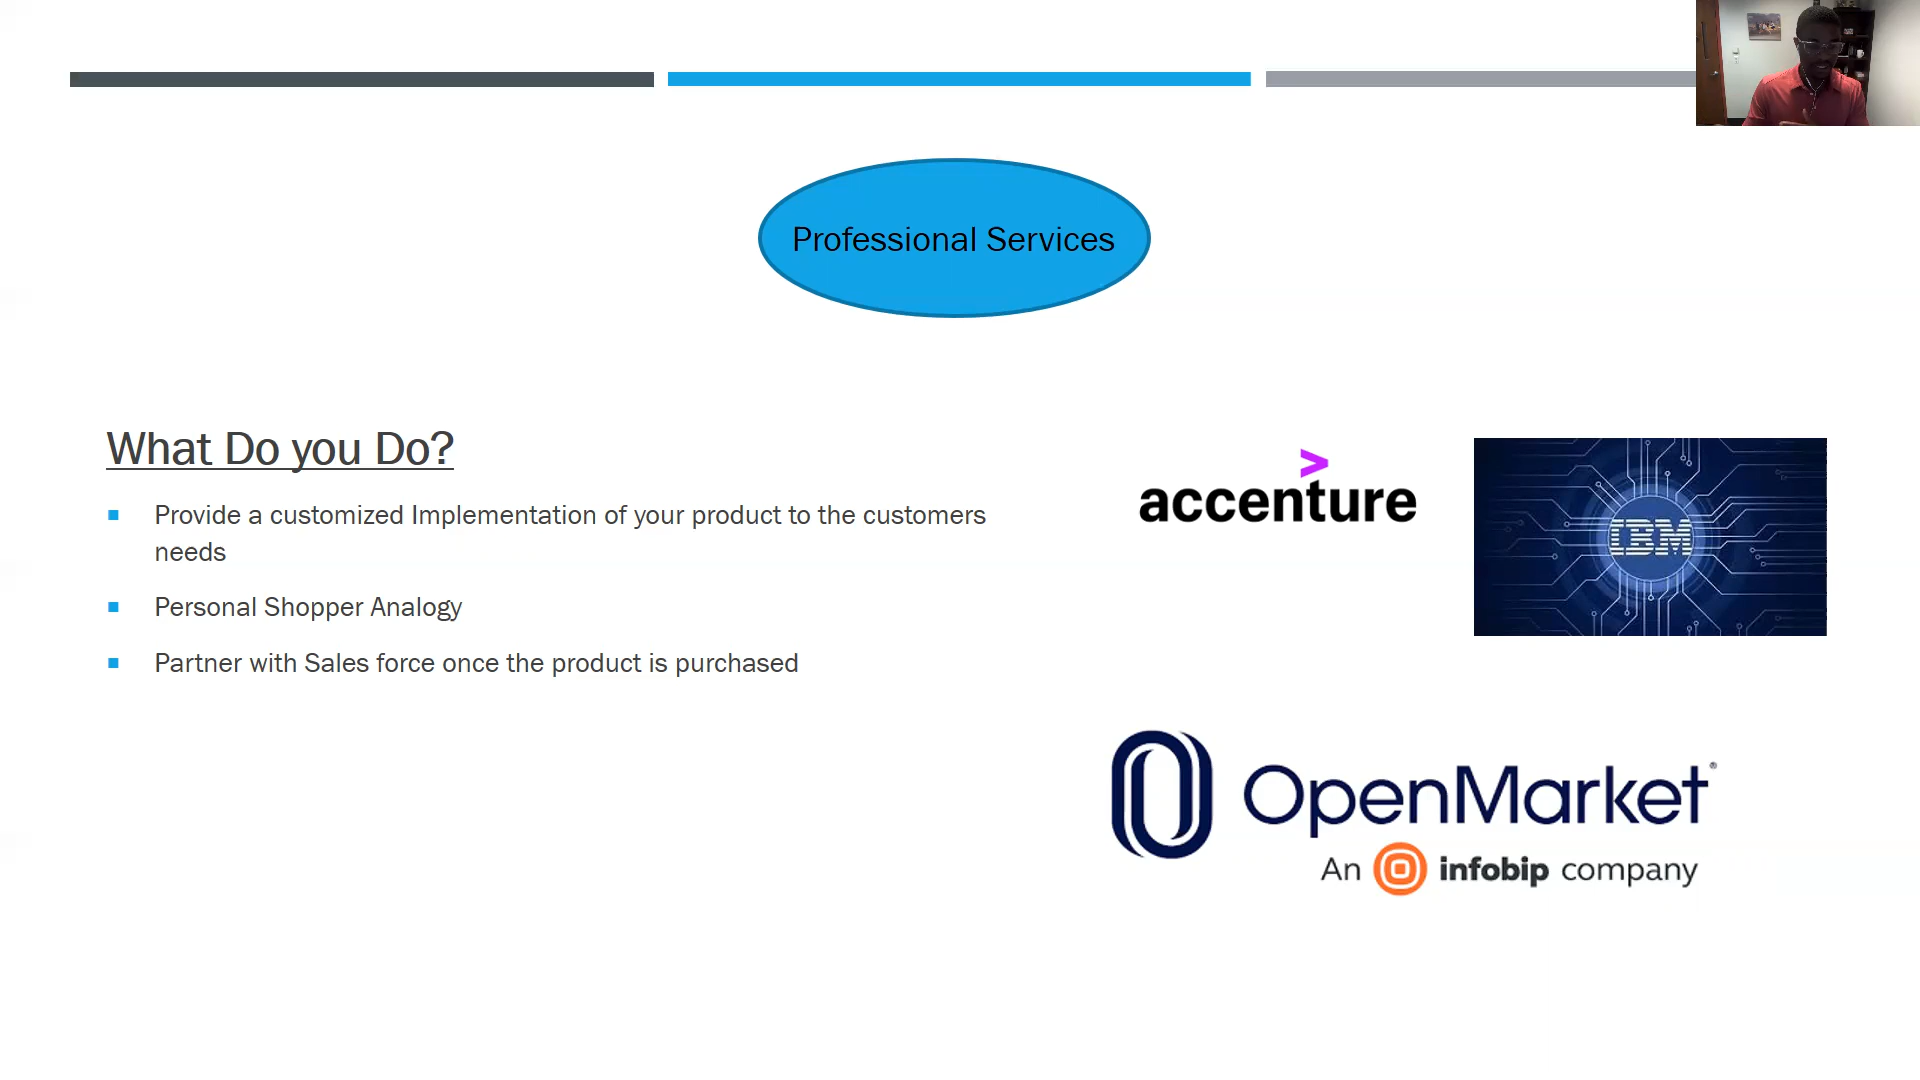 Professional Services
What Do you Do?
Provide a customized Implementation of your product to the customers
needs
Personal Shopper Analogy
Partner with Sales force once the product is purchased
>
accenture
IBM
OpenMarket®
An infobip company